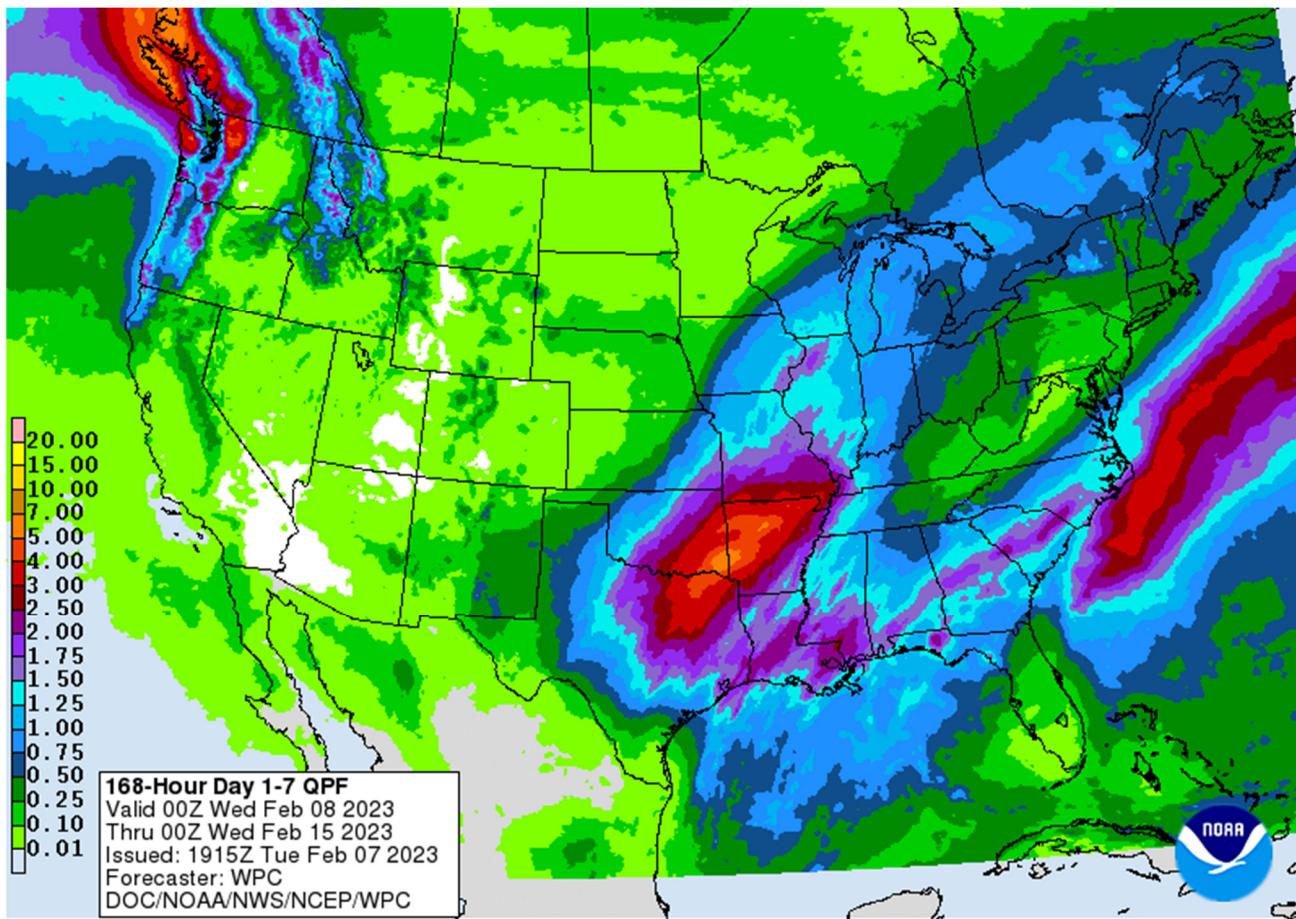 20.00
15.00
10.00
7.00
5.00
4.00
3.00
2.50
2.00
1.75
1.50
1.25
1.00
0.75
0.50
0.25
0.10
0.01
168-Hour Day 1-7 QPF
Valid 00Z Wed Feb 08 2023
Thru 00Z Wed Feb 15 2023
Issued: 1915Z Tue Feb 07 2023
Forecaster: WPC
DOC/NOAA/NWS/NCEP/WPC
NOAA